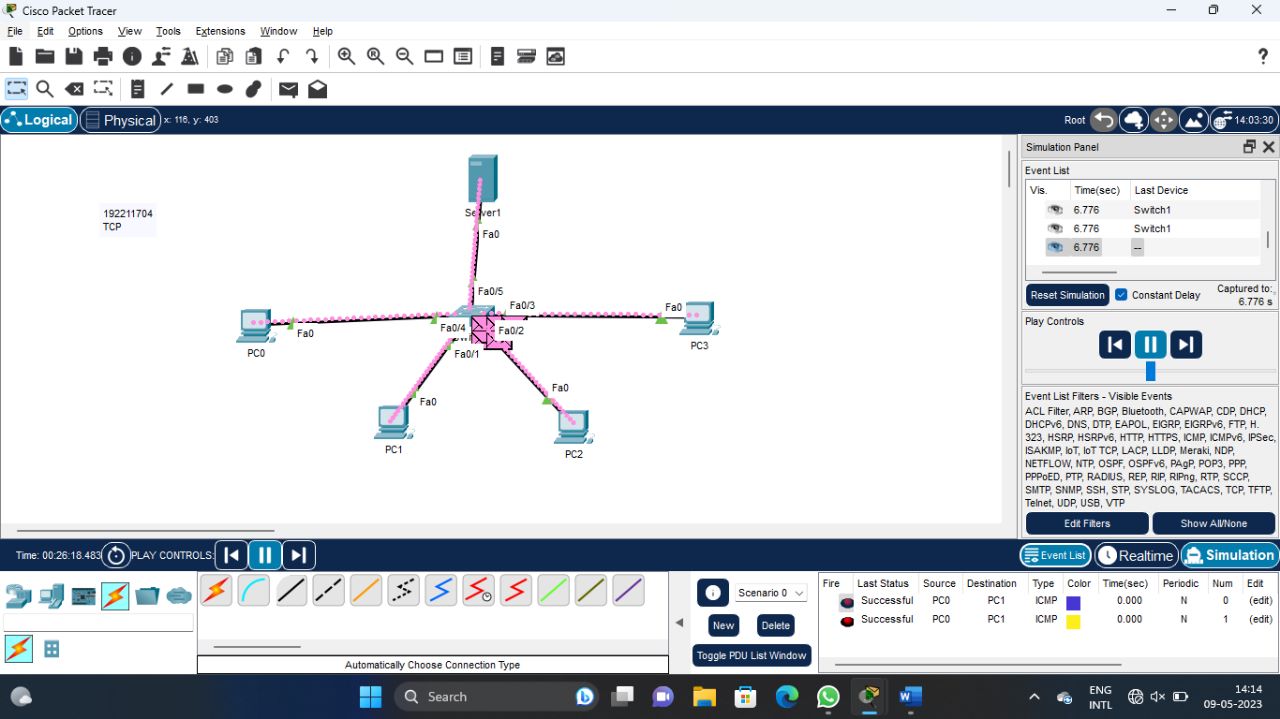 Cisco Packet Tracer
File Edit Options View Tools Extensions Window Help
?
Logical Physical x: 116, y: 403 Root 14:03:30
192211704
TCP
Server1
Fa0
Fa0/5
Fa0/3
Fa0
Fa0/4
Fa0/2
Fa0
PC0
PC3
Fa0/1
Fa0
Fa0
PC1
PC2
Simulation Panel
Event List
Vis. Time(sec) Last Device
6.776 Switch1
6.776 Switch1
6.776 --
Reset Simulation Constant Delay Captured to:
6.776 s
Play Controls
Event List Filters - Visible Events
ACL Filter, ARP, BGP, Bluetooth, CAPWAP, CDP, DHCP,
DHCPv6, DNS, DTP, EAPOL, EIGRP, EIGRPv6, FTP, H.
323, HSRP, HSRPv6, HTTP, HTTPS, ICMP, ICMPv6, IPSec,
ISAKMP, IoT, IoT TCP, LACP, LLDP, Meraki, NDP,
NETFLOW, NTP, OSPF, OSPFv6, PAgP, POP3, PPP,
PPPoED, PTP, RADIUS, REP, RIP, RIPng, RTP, SCCP,
SMTP, SNMP, SSH, STP, SYSLOG, TACACS, TCP, TFTP,
Telnet, UDP, USB, VTP
Edit Filters Show All/None
Time: 00:26:18.483 PLAY CONTROLS: Event List Realtime Simulation
Automatically Choose Connection Type
Scenario 0
New Delete
Toggle PDU List Window
Fire Last Status Source Destination Type Color Time(sec) Periodic Num Edit
Successful PC0 PC1 ICMP 0.000 N 0 (edit)
Successful PC0 PC1 ICMP 0.000 N 1 (edit)
Search
ENG
INTL
14:14
09-05-2023